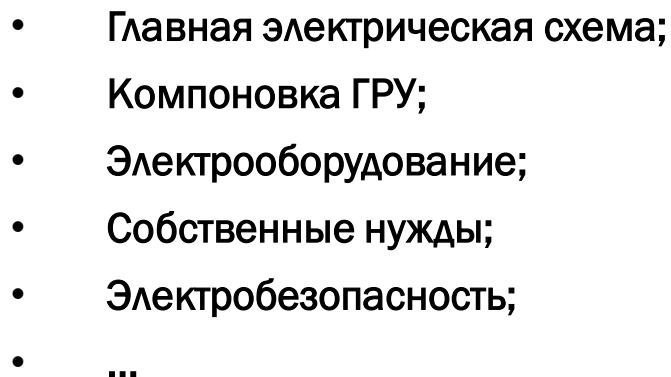 • Главная электрическая схема;
• Компоновка ГРУ;
• Электрооборудование;
• Собственные нужды;
• Электробезопасность;
• ...